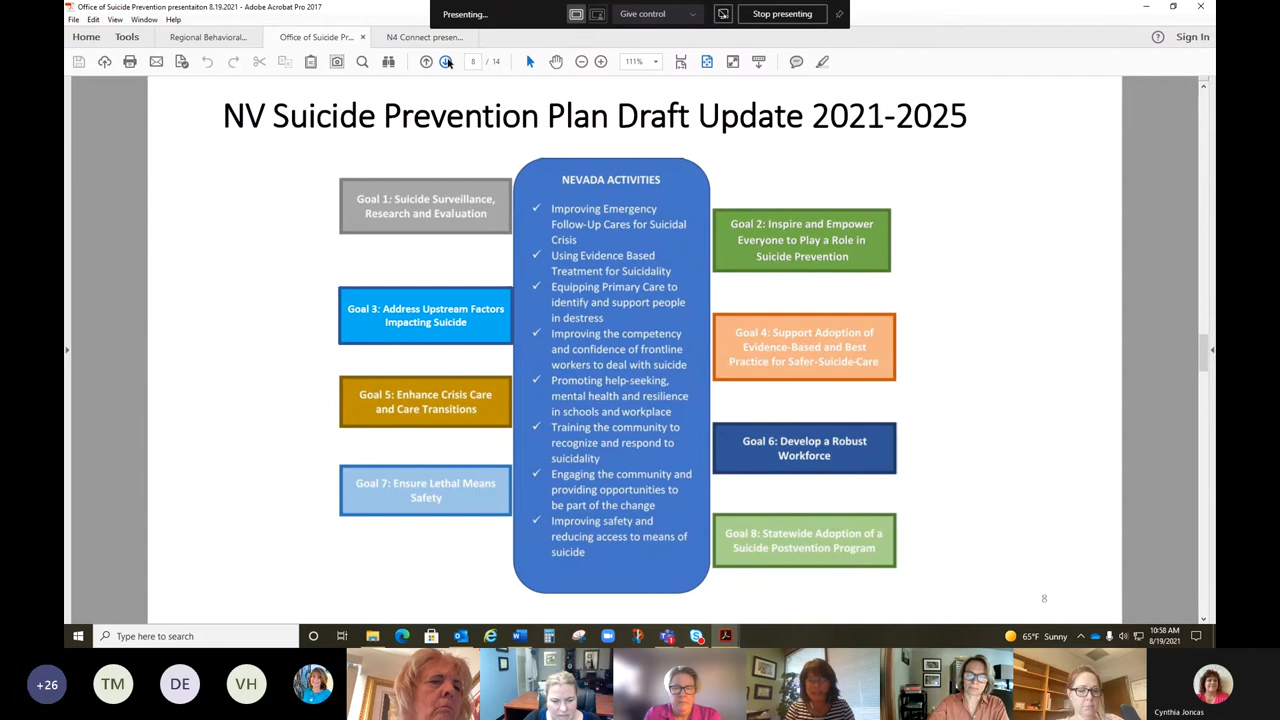 Office of Suicide Prevention presentaiton 8.19.2021 - Adobe Acrobat Pro 2017
File Edit View Window Help
Presenting...
Give control
Stop presenting
Home Tools
Regional Behavioral...
Office of Suicide Pr... ×
N4 Connect presen...
Sign In
8 / 14
111%
NV Suicide Prevention Plan Draft Update 2021-2025
Goal 1: Suicide Surveillance,
Research and Evaluation
Goal 3: Address Upstream Factors
Impacting Suicide
Goal 5: Enhance Crisis Care
and Care Transitions
Goal 7: Ensure Lethal Means
Safety
NEVADA ACTIVITIES
✓ Improving Emergency
Follow-Up Cares for Suicidal
Crisis
✓ Using Evidence Based
Treatment for Suicidality
✓ Equipping Primary Care to
identify and support people
in destress
✓ Improving the competency
and confidence of frontline
workers to deal with suicide
✓ Promoting help-seeking,
mental health and resilience
in schools and workplace
✓ Training the community to
recognize and respond to
suicidality
✓ Engaging the community and
providing opportunities to
be part of the change
✓ Improving safety and
reducing access to means of
suicide
Goal 2: Inspire and Empower
Everyone to Play a Role in
Suicide Prevention
Goal 4: Support Adoption of
Evidence-Based and Best
Practice for Safer-Suicide-Care
Goal 6: Develop a Robust
Workforce
Goal 8: Statewide Adoption of a
Suicide Postvention Program
8
Type here to search
65°F Sunny
10:58 AM
8/19/2021
+26
TM
DE
VH
Cynthia Joncas